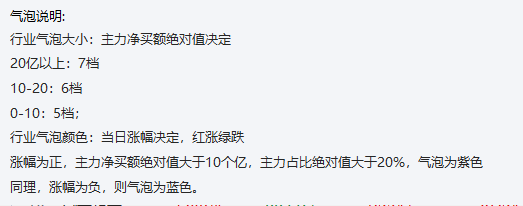 气泡说明:
行业气泡大小：主力净买额绝对值决定
20亿以上：7档
10-20：6档
0-10：5档；
行业气泡颜色：当日涨幅决定，红涨绿跌
涨幅为正，主力净买额绝对值大于10个亿，主力占比绝对值大于20%，气泡为紫色
同理，涨幅为负，则气泡为蓝色。